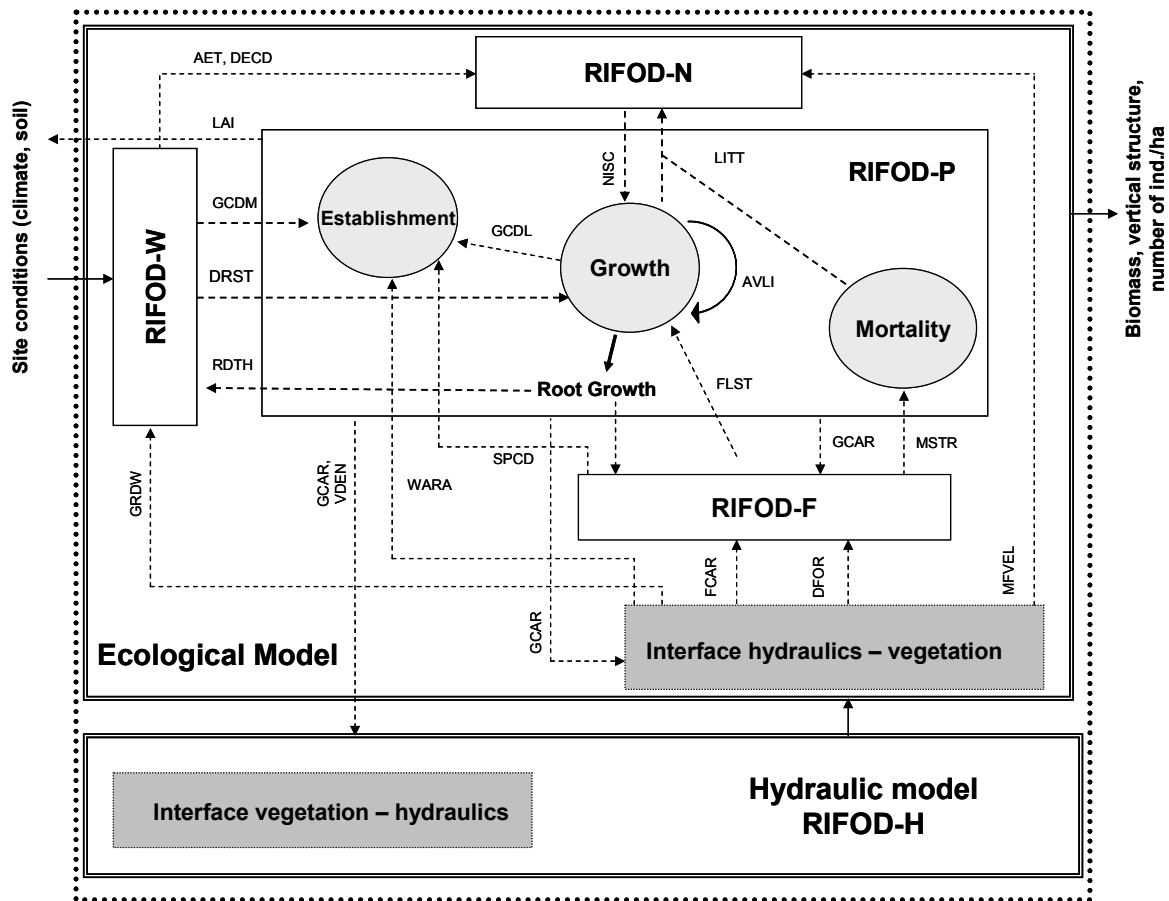 AET, DECD
RIFOD-N
Site conditions (climate, soil)
LAI
RIFOD-P
LITT
NISC
Biomass, vertical structure,
number of ind./ha
RIFOD-W
GCDM
Establishment
GCDL
Growth
AVLI
DRST
Mortality
RDTH
Root Growth
FLST
GCAR
MSTR
GRDW
GCAR,
VDEN
SPCD
WARA
RIFOD-F
FCAR
DFOR
MFVEL
GCAR
Ecological Model
Interface hydraulics – vegetation
Hydraulic model
RIFOD-H
Interface vegetation – hydraulics